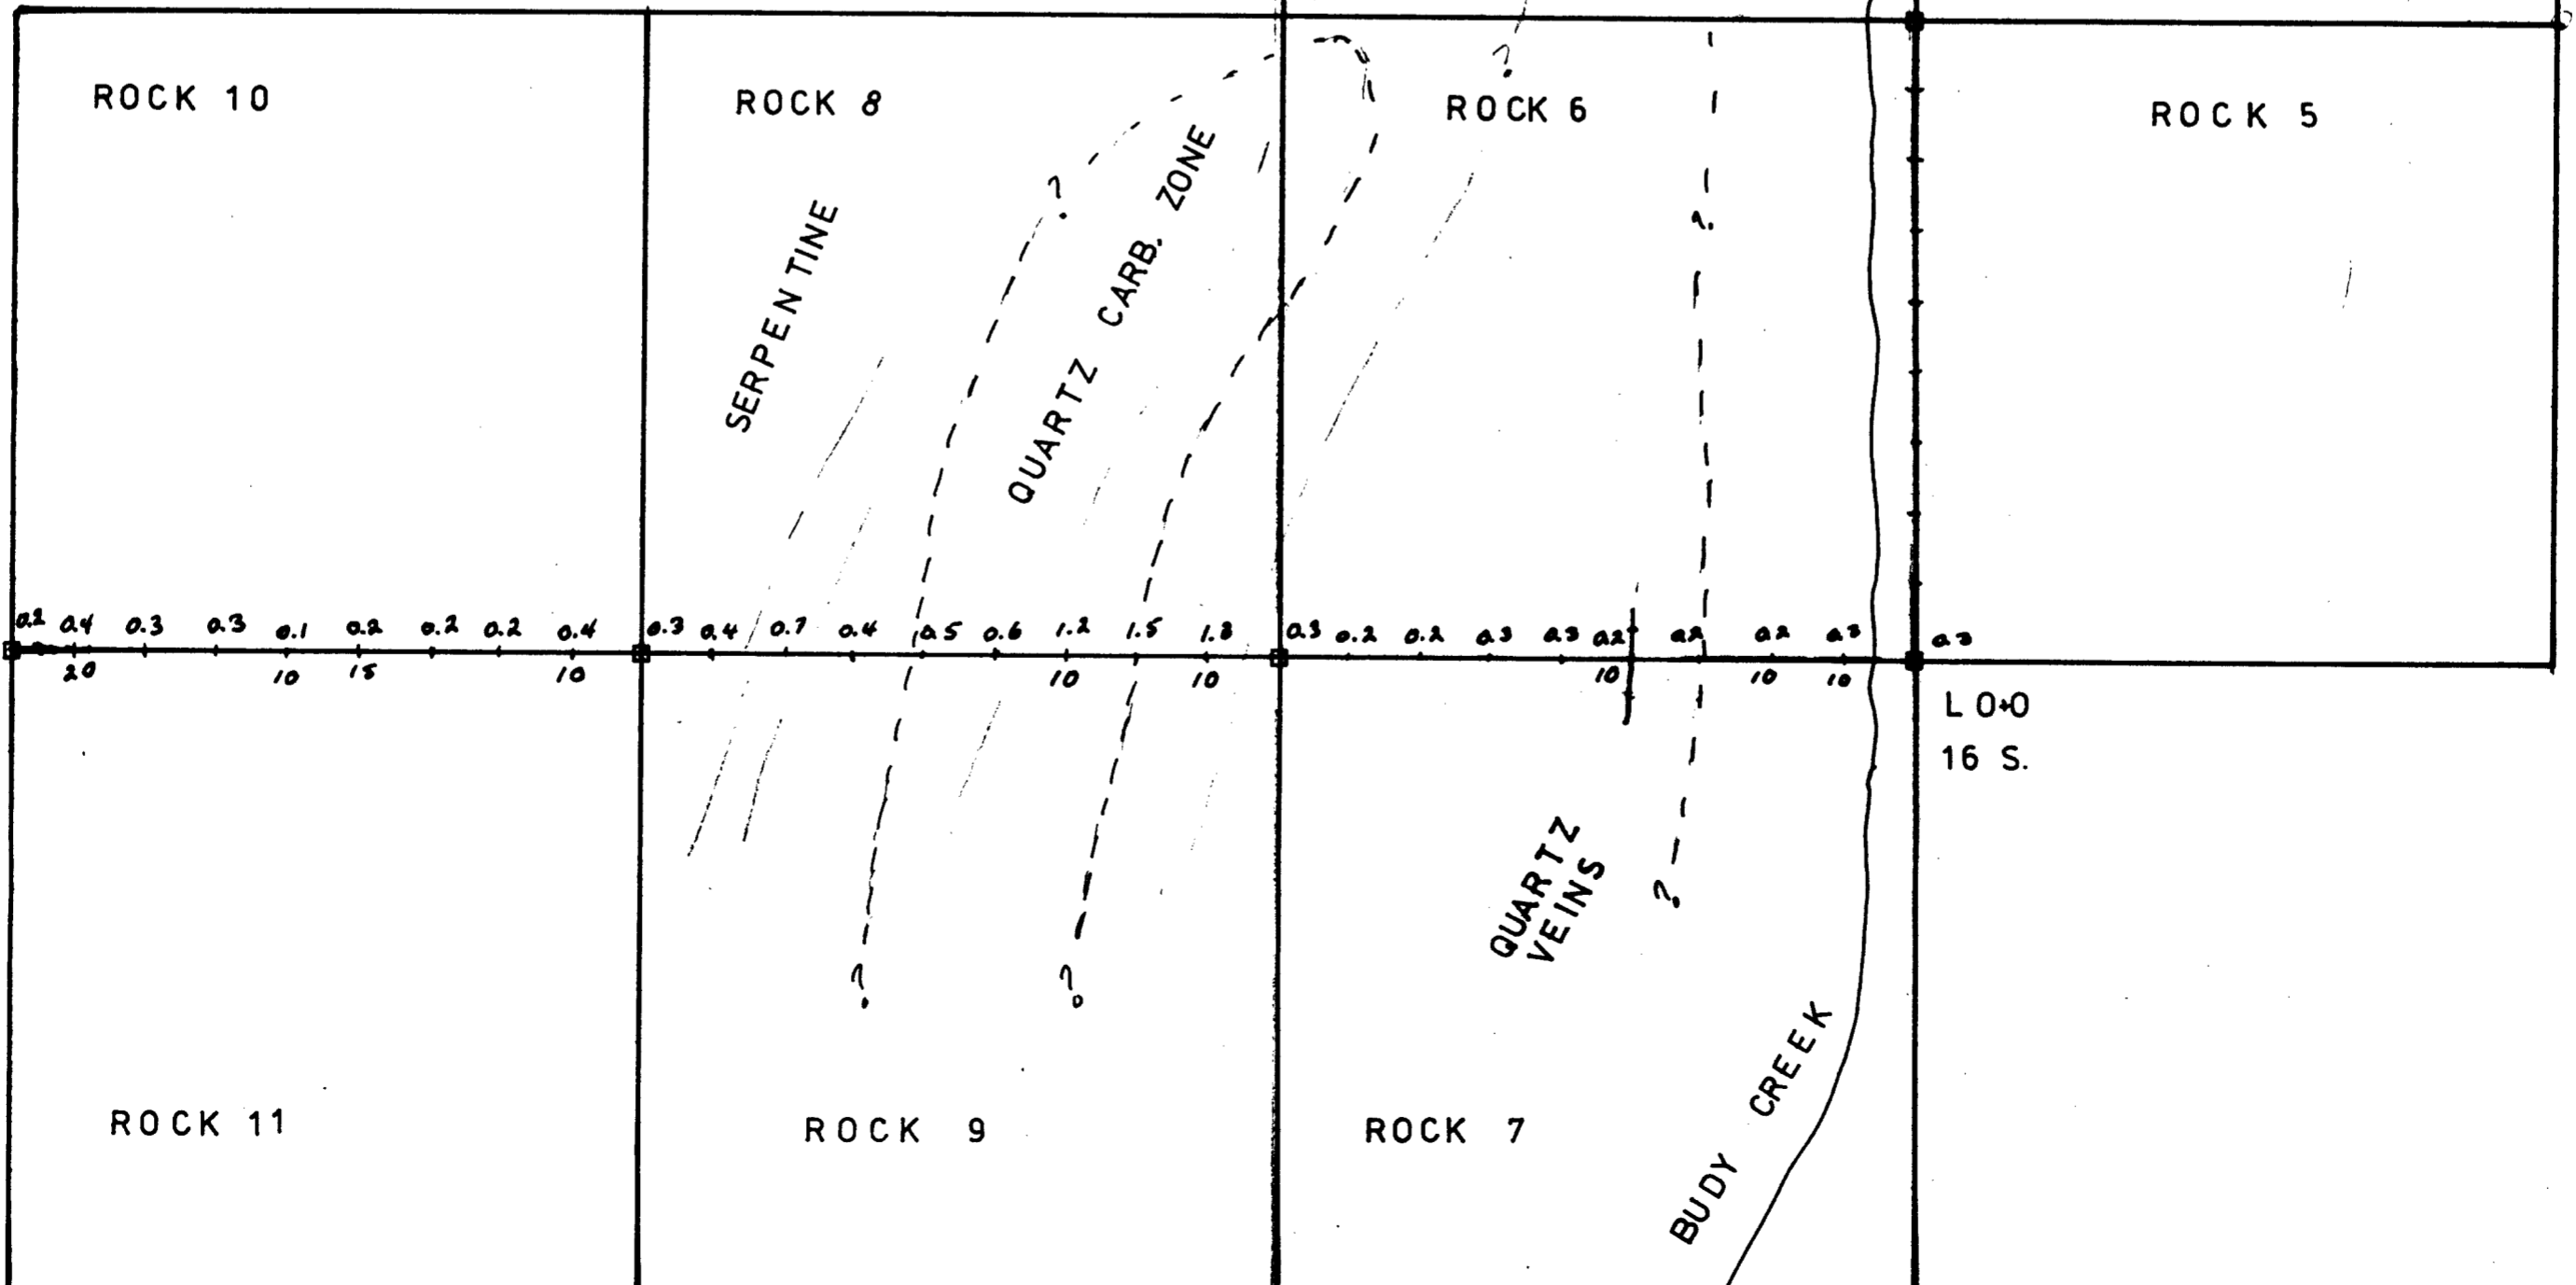 ROCK 10
ROCK 8
ROCK 6
ROCK 5
?
?
?
SERPENTINE
QUARTZ CARB. ZONE
0.2 0.4 0.3 0.3 0.1 0.2 0.2 0.2 0.4 0.3 0.4 0.7 0.4 0.5 0.6 1.2 1.5 1.8 0.3 0.2 0.2 0.3 0.3 0.2 0.2 0.2 0.3 0.3
20 10 15 10 10 10 10 10 10
L 0+0
16 S.
QUARTZ
VEINS
?
?
?
BUDY CREEK
ROCK 11
ROCK 9
ROCK 7